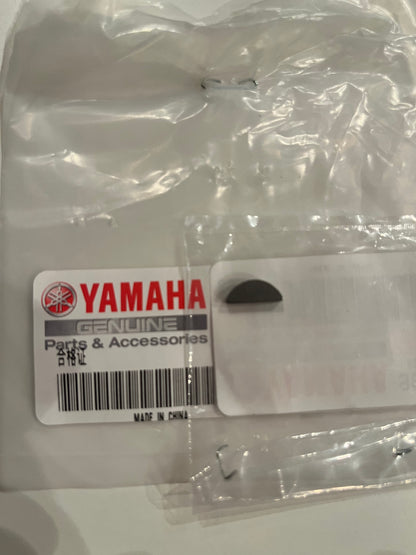 YAMAHA
GENUINE
Parts & Accessories
MADE IN CHINA